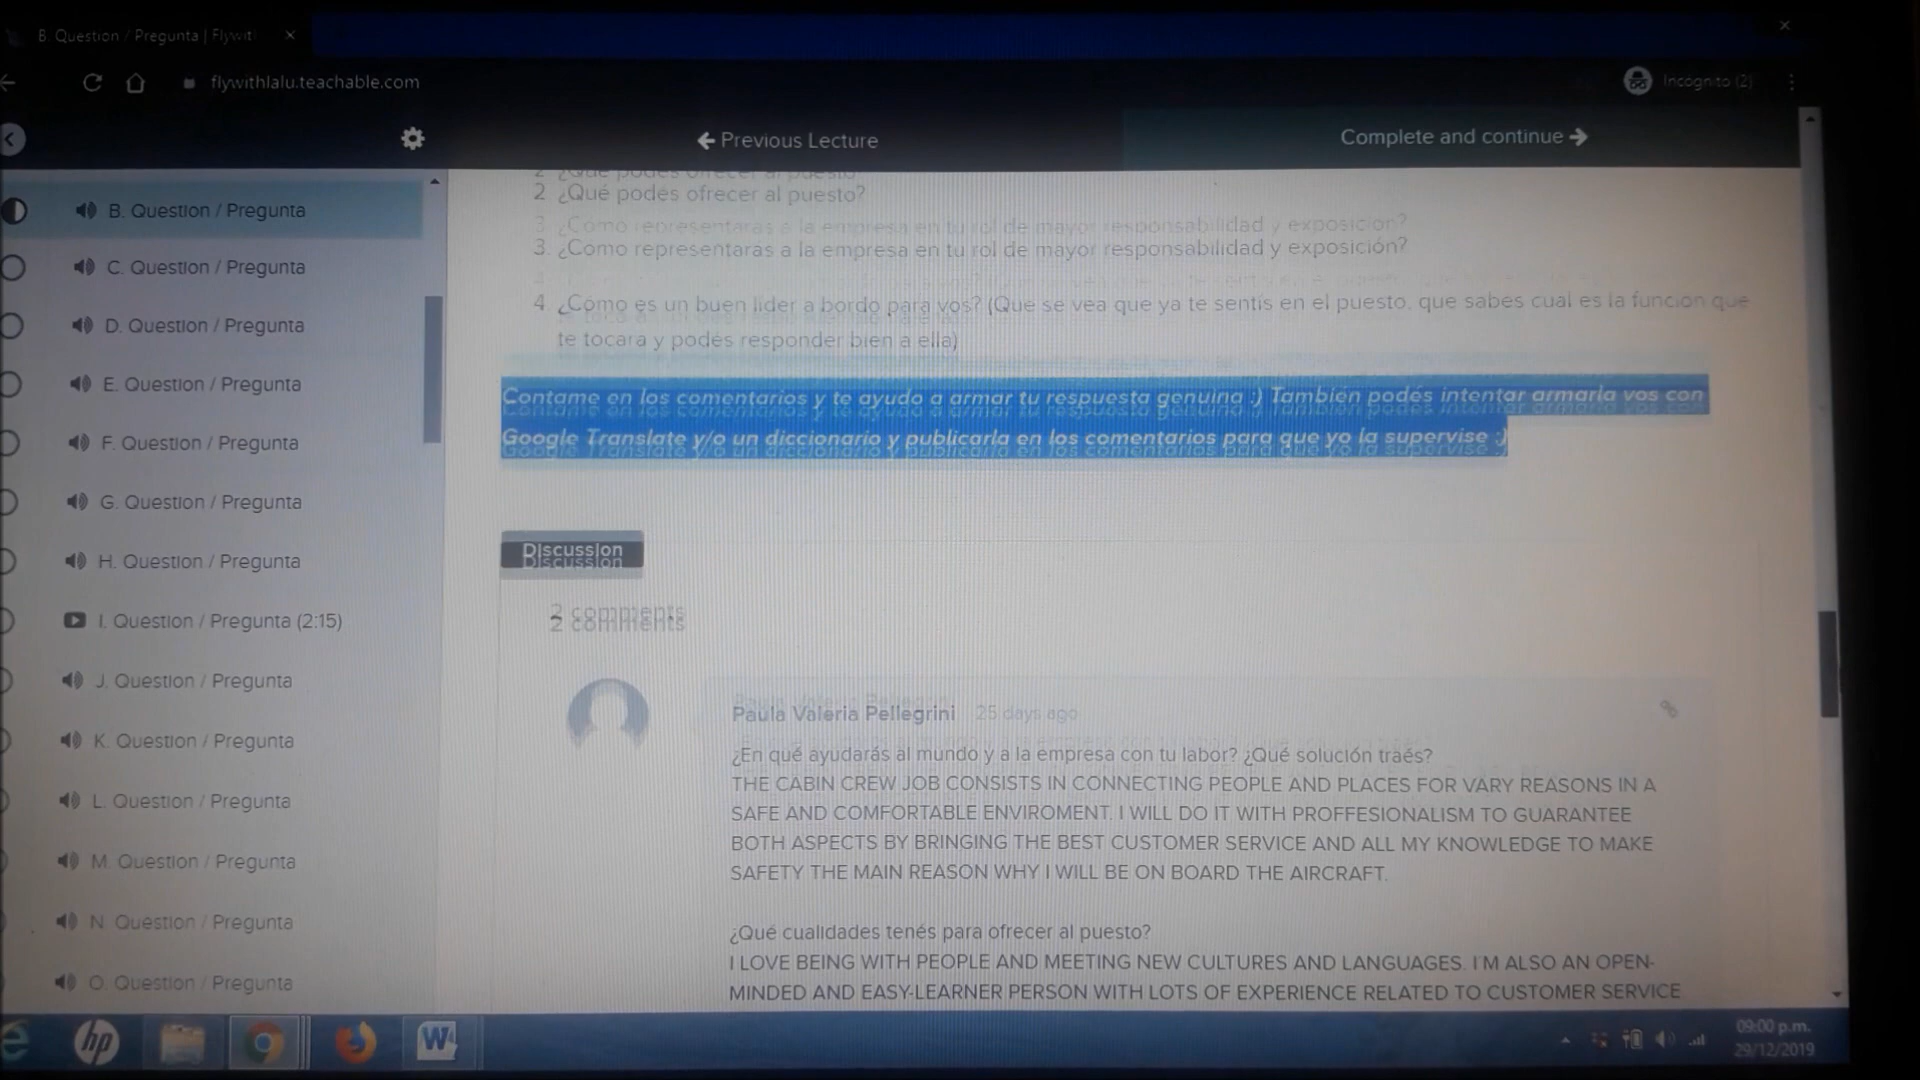 B. Question / Pregunta | Flywit
flywithlalu.teachable.com
Incognito (2)
Previous Lecture
Complete and continue
B. Question / Pregunta
C. Question / Pregunta
D. Question / Pregunta
E. Question / Pregunta
F. Question / Pregunta
G. Question / Pregunta
H. Question / Pregunta
I. Question / Pregunta (2:15)
J. Question / Pregunta
K. Question / Pregunta
L. Question / Pregunta
M. Question / Pregunta
N. Question / Pregunta
O. Question / Pregunta
2 ¿Qué podés ofrecer al puesto?
3. ¿Como representaras a la empresa en tu rol de mayor responsabilidad y exposición?
4. ¿Cómo es un buen lider a bordo para vos? (Que se vea que ya te sentís en el puesto, que sabes cual es la función que
te tocara y podés responder bien a ella)
Contame en los comentarios y te ayudo a armar tu respuesta genuina :) También podés intentar armarla vos con
Google Translate y/o un diccionario y publicarla en los comentarios para que yo la supervise :)
Discussion
2 comments
Paula Valeria Pellegrini 25 days ago
¿En qué ayudarás al mundo y a la empresa con tu labor? ¿Qué solución traés?
THE CABIN CREW JOB CONSISTS IN CONNECTING PEOPLE AND PLACES FOR VARY REASONS IN A
SAFE AND COMFORTABLE ENVIROMENT. I WILL DO IT WITH PROFFESIONALISM TO GUARANTEE
BOTH ASPECTS BY BRINGING THE BEST CUSTOMER SERVICE AND ALL MY KNOWLEDGE TO MAKE
SAFETY THE MAIN REASON WHY I WILL BE ON BOARD THE AIRCRAFT.
¿Qué cualidades tenés para ofrecer al puesto?
I LOVE BEING WITH PEOPLE AND MEETING NEW CULTURES AND LANGUAGES. I'M ALSO AN OPEN-
MINDED AND EASY-LEARNER PERSON WITH LOTS OF EXPERIENCE RELATED TO CUSTOMER SERVICE
hp
W
09:00 p.m.
29/12/2019